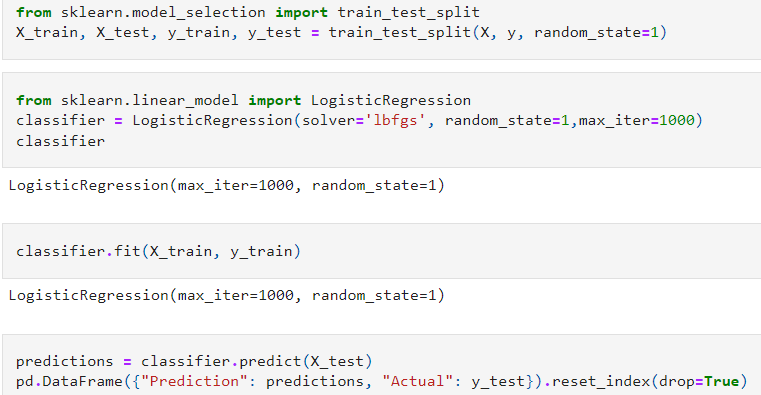 from sklearn.model_selection import train_test_split
X_train, X_test, y_train, y_test = train_test_split(X, y, random_state=1)
from sklearn.linear_model import LogisticRegression
classifier = LogisticRegression(solver='lbfgs', random_state=1,max_iter=1000)
classifier
LogisticRegression(max_iter=1000, random_state=1)
classifier.fit(X_train, y_train)
LogisticRegression(max_iter=1000, random_state=1)
predictions = classifier.predict(X_test)
pd.DataFrame({"Prediction": predictions, "Actual": y_test}).reset_index(drop=True)